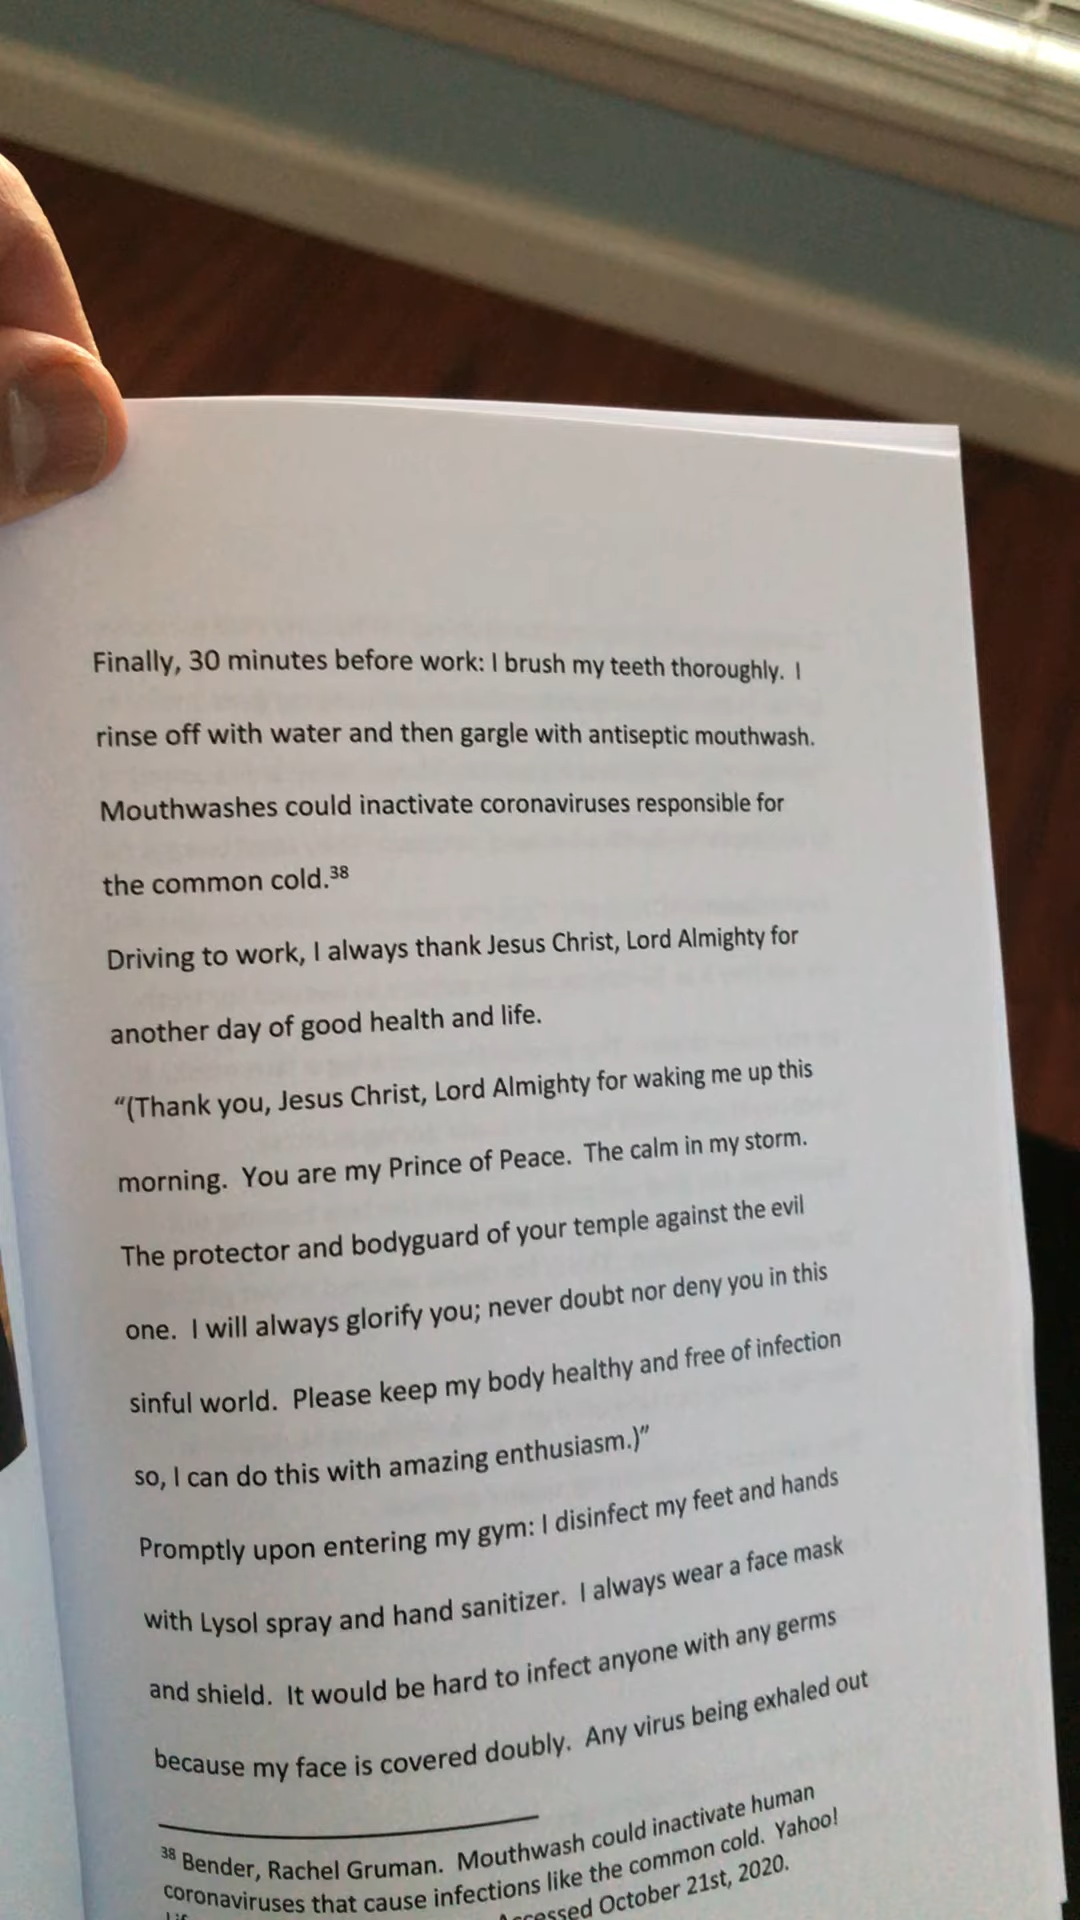 Finally, 30 minutes before work: I brush my teeth thoroughly. I
rinse off with water and then gargle with antiseptic mouthwash.
Mouthwashes could inactivate coronaviruses responsible for
the common cold.³⁸
Driving to work, I always thank Jesus Christ, Lord Almighty for
another day of good health and life.
“(Thank you, Jesus Christ, Lord Almighty for waking me up this
morning. You are my Prince of Peace. The calm in my storm.
The protector and bodyguard of your temple against the evil
one. I will always glorify you; never doubt nor deny you in this
sinful world. Please keep my body healthy and free of infection
so, I can do this with amazing enthusiasm.)”
Promptly upon entering my gym: I disinfect my feet and hands
with Lysol spray and hand sanitizer. I always wear a face mask
and shield. It would be hard to infect anyone with any germs
because my face is covered doubly. Any virus being exhaled out
³⁸ Bender, Rachel Gruman. Mouthwash could inactivate human
coronaviruses that cause infections like the common cold. Yahoo!
Accessed October 21st, 2020.